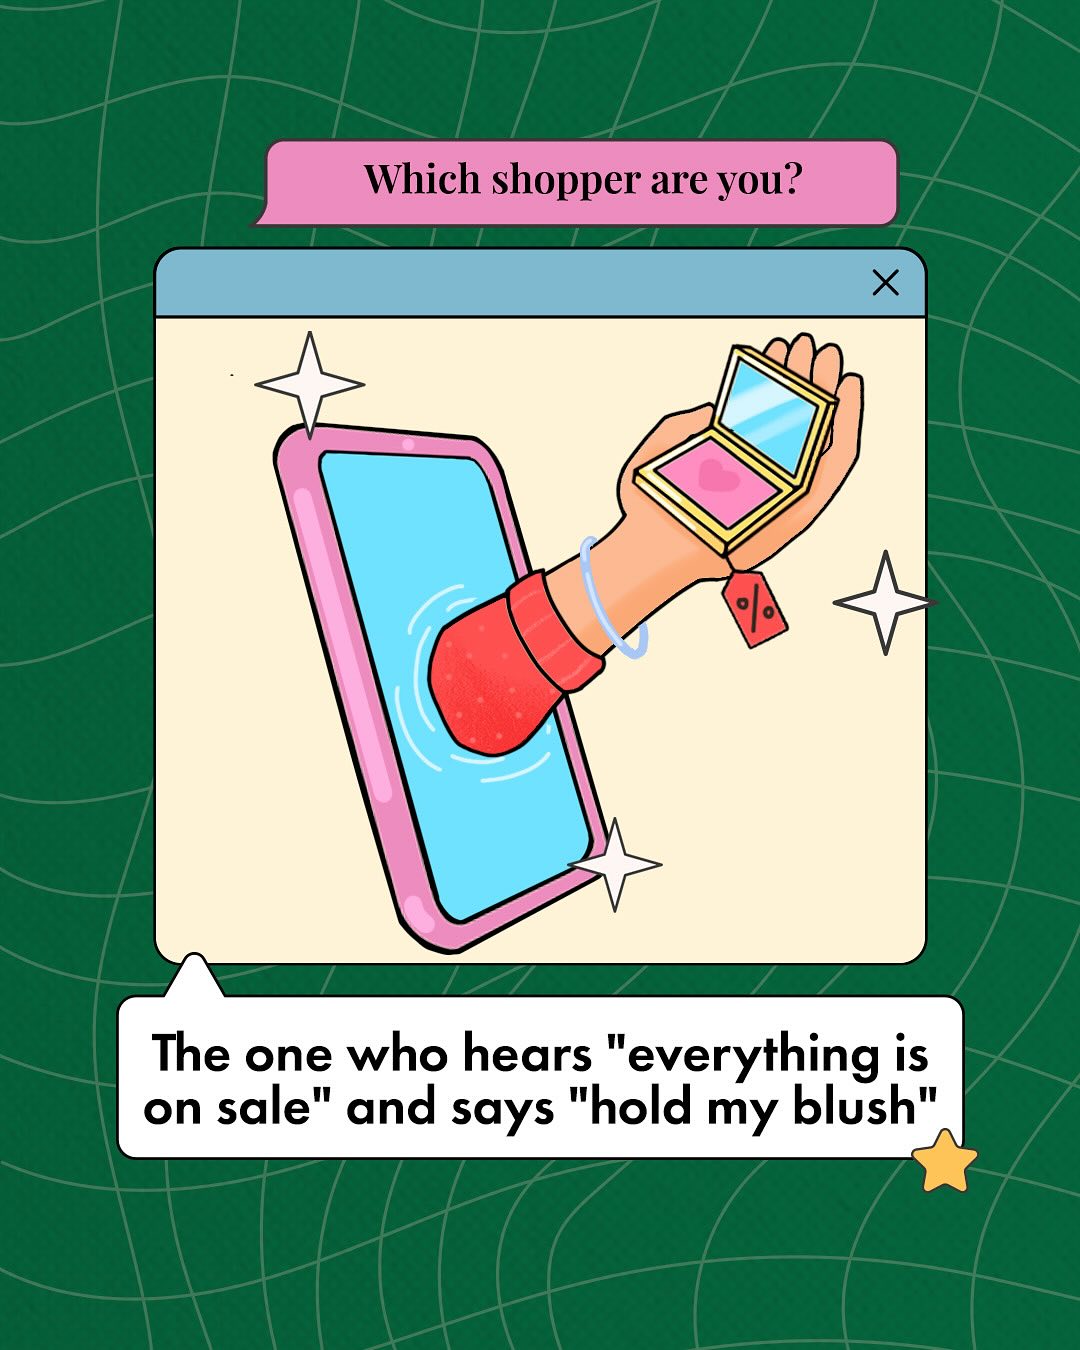 Which shopper are you?
%
The one who hears "everything is
on sale" and says "hold my blush"